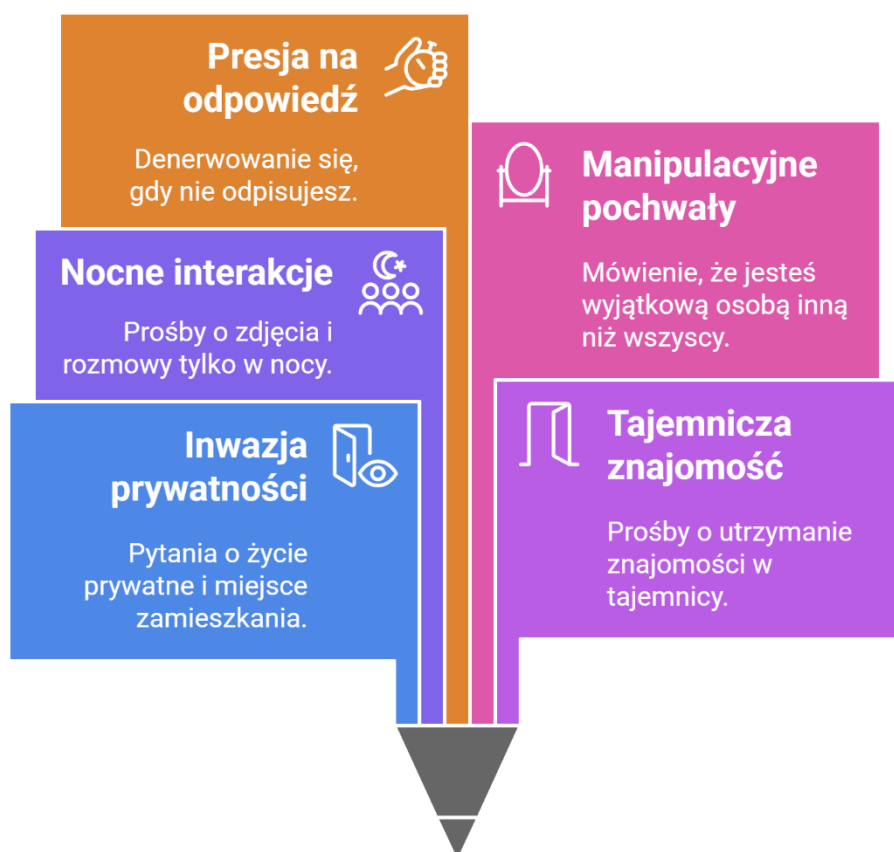 Presja na
odpowiedź
Denerwowanie się,
gdy nie odpisujesz.
Manipulacyjne
pochwały
Mówienie, że jesteś
wyjątkową osobą inną
niż wszyscy.
Nocne interakcje
Prośby o zdjęcia i
rozmowy tylko w nocy.
Inwazja
prywatności
Pytania o życie
prywatne i miejsce
zamieszkania.
Tajemnicza
znajomość
Prośby o utrzymanie
znajomości w
tajemnicy.